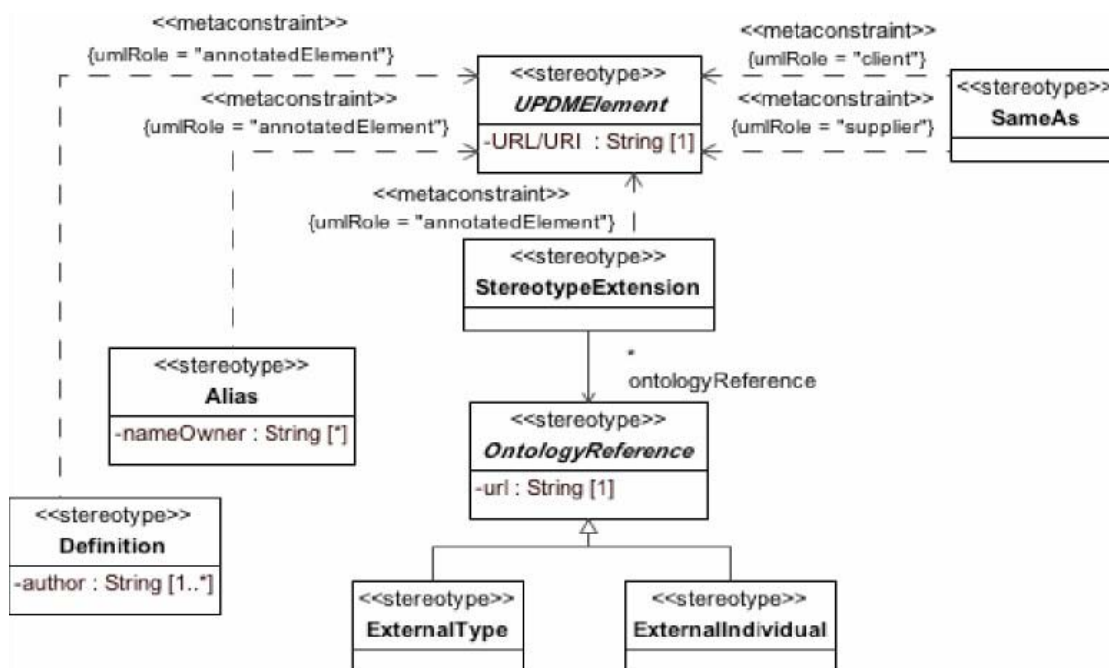 <<metaconstraint>>
{umlRole = "annotatedElement"}
<<metaconstraint>>
{umlRole = "annotatedElement"}
<<stereotype>>
UPDMElement
-URL/URI : String [1]
<<metaconstraint>>
{umlRole = "client"}
<<metaconstraint>>
{umlRole = "supplier"}
<<stereotype>>
SameAs
<<metaconstraint>>
{umlRole = "annotatedElement"}
<<stereotype>>
StereotypeExtension
*
ontologyReference
<<stereotype>>
Alias
-nameOwner : String [*]
<<stereotype>>
OntologyReference
-url : String [1]
<<stereotype>>
Definition
-author : String [1..*]
<<stereotype>>
ExternalType
<<stereotype>>
ExternalIndividual